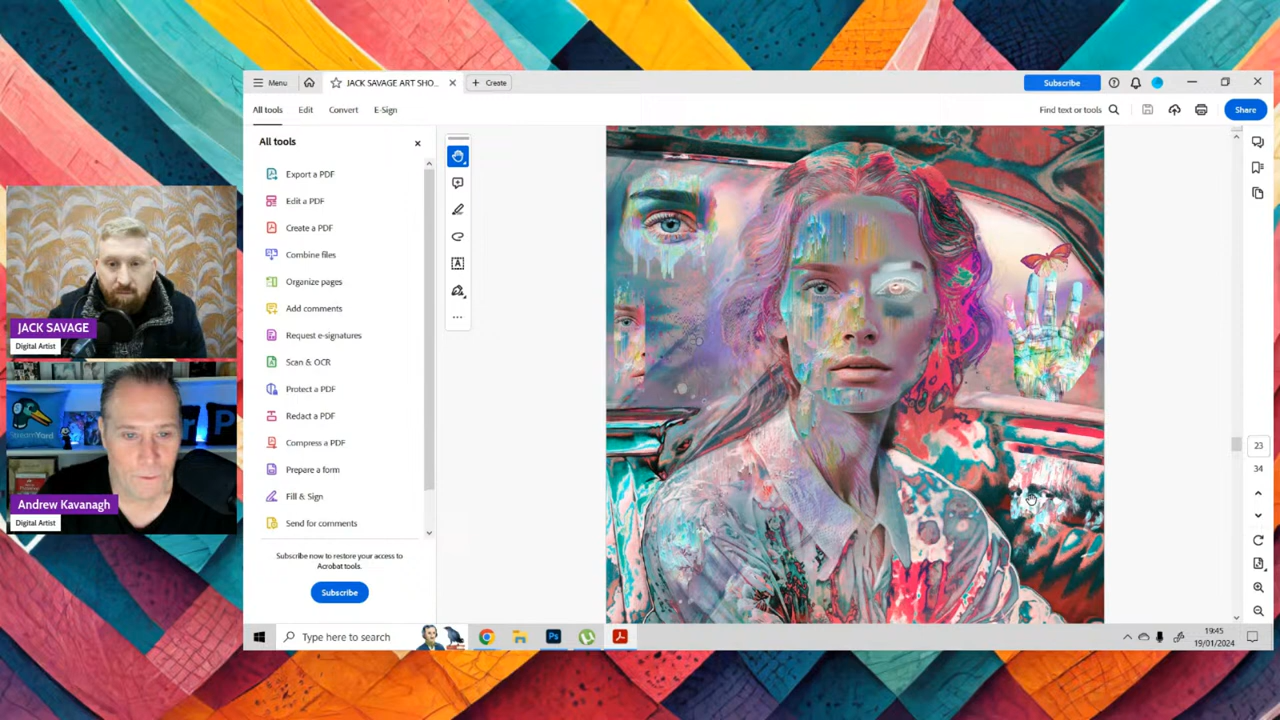 Menu
JACK SAVAGE ART SHO...
Create
Subscribe
All tools
Edit
Convert
E-Sign
Find text or tools
Share
All tools
Export a PDF
Edit a PDF
Create a PDF
Combine files
Organize pages
Add comments
Request e-signatures
Scan & OCR
Protect a PDF
Redact a PDF
Compress a PDF
Prepare a form
Fill & Sign
Send for comments
Subscribe now to restore your access to
Acrobat tools.
Subscribe
23
34
JACK SAVAGE
Digital Artist
StreamYard
Andrew Kavanagh
Digital Artist
Type here to search
Ps
19:45
19/01/2024